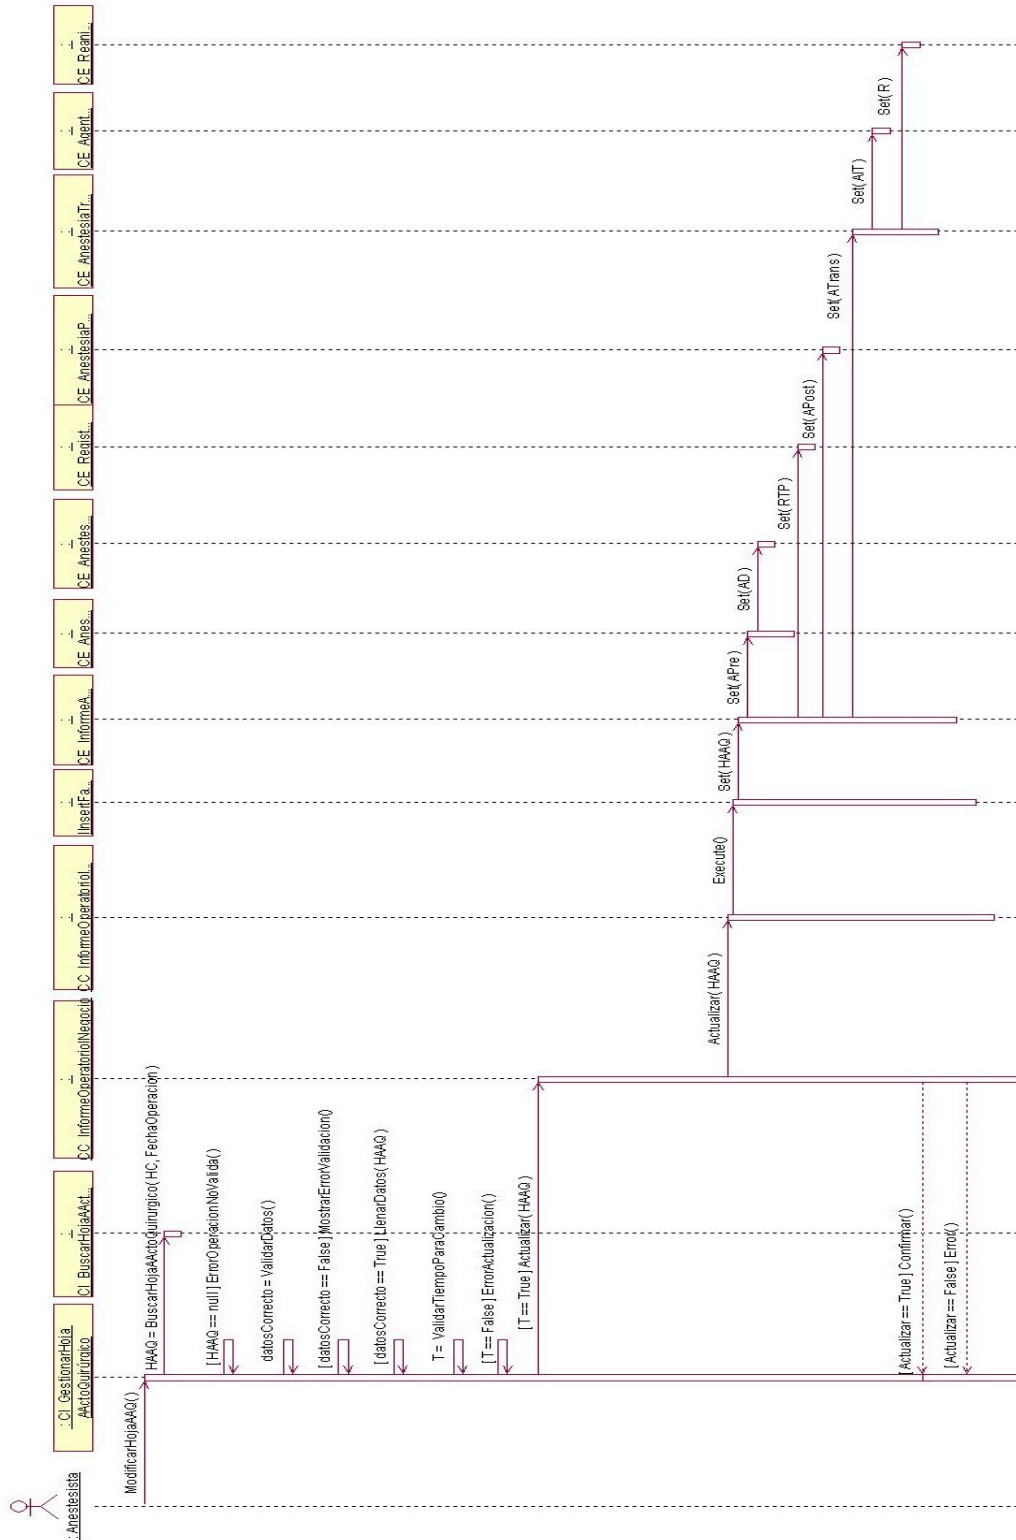 : Anestesista
: CI_GestionarHoja
AActoQuirúrgico
CI_BuscarHojaAAct...
CC_InformeOperatorioINegocio
CC_InformeOperatorioI...
IInsertFa...
CE_InformeA...
CE_Anes...
CE_Anestes...
CE_Regist...
CE_AnestesiaP...
CE_AnestesiaTr...
CE_Agent...
CE_Reani...
ModificarHojaAAQ()
HAAQ = BuscarHojaAActoQuirurgico( HC, FechaOperacion )
[ HAAQ == null ] ErrorOperacionNoValida()
datosCorrecto = ValidarDatos()
[datosCorrecto == False ] MostrarErrorValidacion()
[ datosCorrecto == True ] LlenarDatos( HAAQ )
T = ValidarTiempoParaCambio()
[T == False ] ErrorActualizacion()
[ T == True ] Actualizar( HAAQ )
Actualizar( HAAQ )
Execute()
Set( HAAQ )
Set( APre )
Set( AD )
Set( RTP )
Set( APost )
Set( ATrans )
Set( AIT )
Set( R )
[ Actualizar == True ] Confirmar()
[ Actualizar == False ] Error()